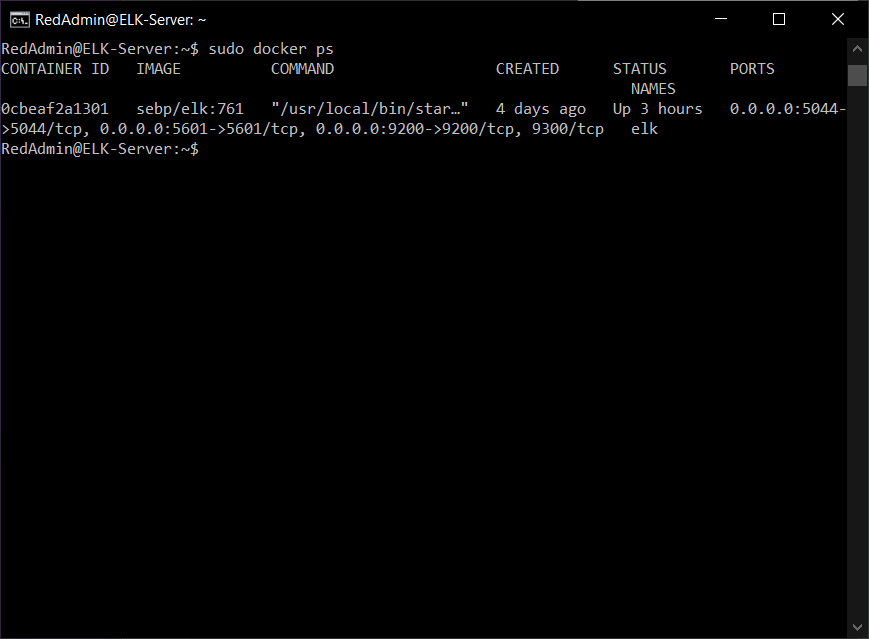 RedAdmin@ELK-Server: ~
RedAdmin@ELK-Server:~$ sudo docker ps
CONTAINER ID   IMAGE          COMMAND                  CREATED      STATUS       PORTS
                                                                      NAMES
0cbeaf2a1301   sebp/elk:761   "/usr/local/bin/star…"   4 days ago   Up 3 hours   0.0.0.0:5044-
>5044/tcp, 0.0.0.0:5601->5601/tcp, 0.0.0.0:9200->9200/tcp, 9300/tcp   elk
RedAdmin@ELK-Server:~$